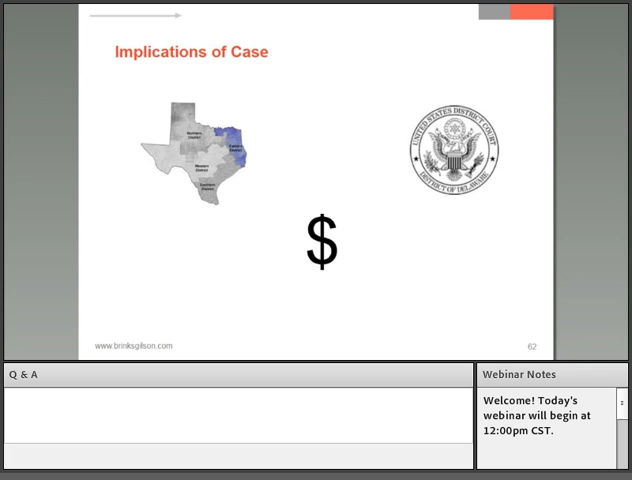 Implications of Case
Northern
District
Eastern
District
Western
District
Southern
District
UNITED STATES DISTRICT COURT
DISTRICT OF DELAWARE
$
www.brinksgilson.com
62
Q & A
Webinar Notes
Welcome! Today's
webinar will begin at
12:00pm CST.